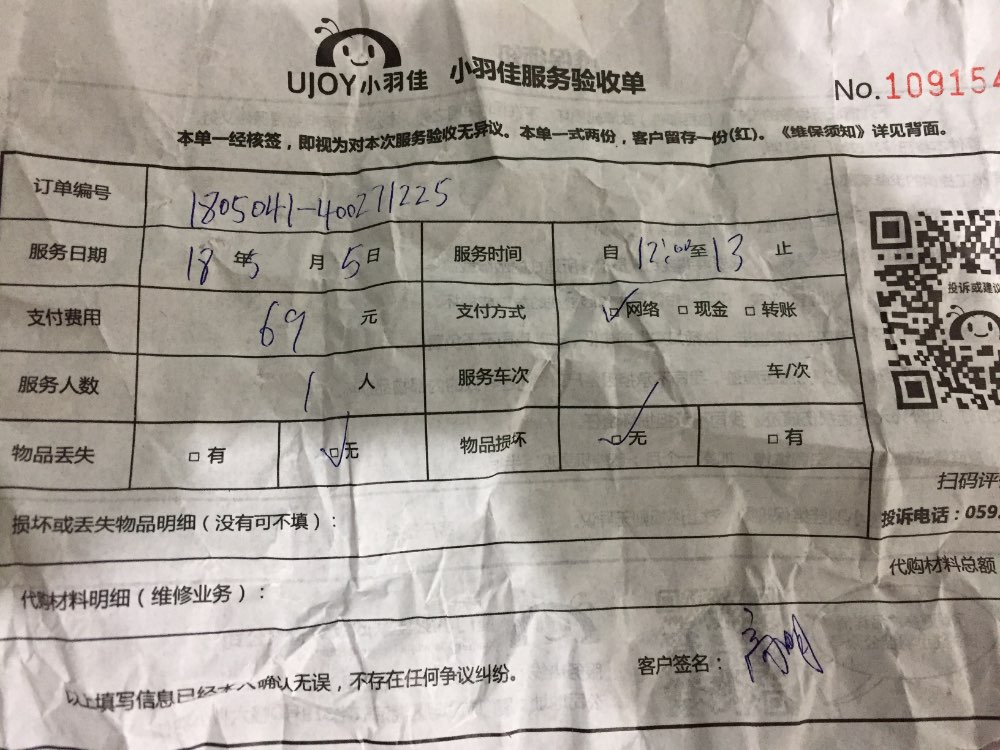 UJOY小羽佳 小羽佳服务验收单 No.109154
本单一经核签，即视为对本次服务验收无异议。本单一式两份，客户留存一份(红)。《维保须知》详见背面。
订单编号 1805041-400271225
服务日期 18年5月5日 服务时间 自12:00至13止
支付费用 69元 支付方式 ☑网络 □现金 □转账
服务人数 1人 服务车次 车/次
投诉或建议
物品丢失 □有 ☑无 物品损坏 ☑无 □有
扫码评
损坏或丢失物品明细（没有可不填）：
投诉电话：059
代购材料明细（维修业务）：
代购材料总额
以上填写信息已经本人确认无误，不存在任何争议纠纷。 客户签名：